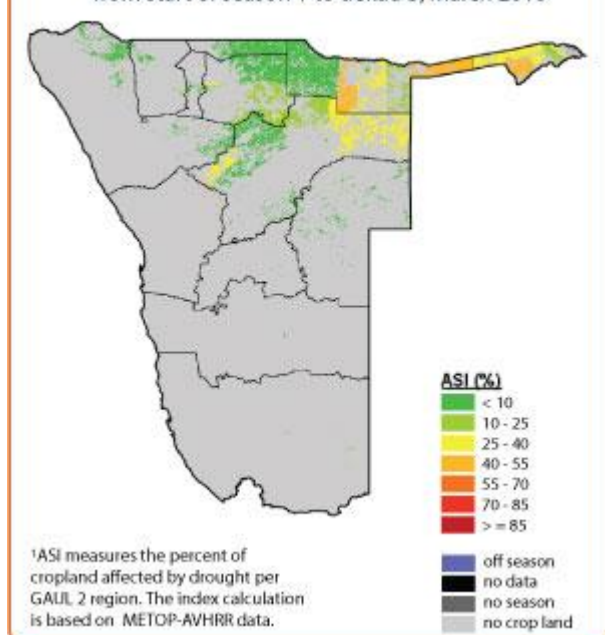 ASI (%)
< 10
10 - 25
25 - 40
40 - 55
55 - 70
70 - 85
> = 85
off season
no data
no season
no crop land
¹ASI measures the percent of
cropland affected by drought per
GAUL 2 region. The index calculation
is based on METOP-AVHRR data.